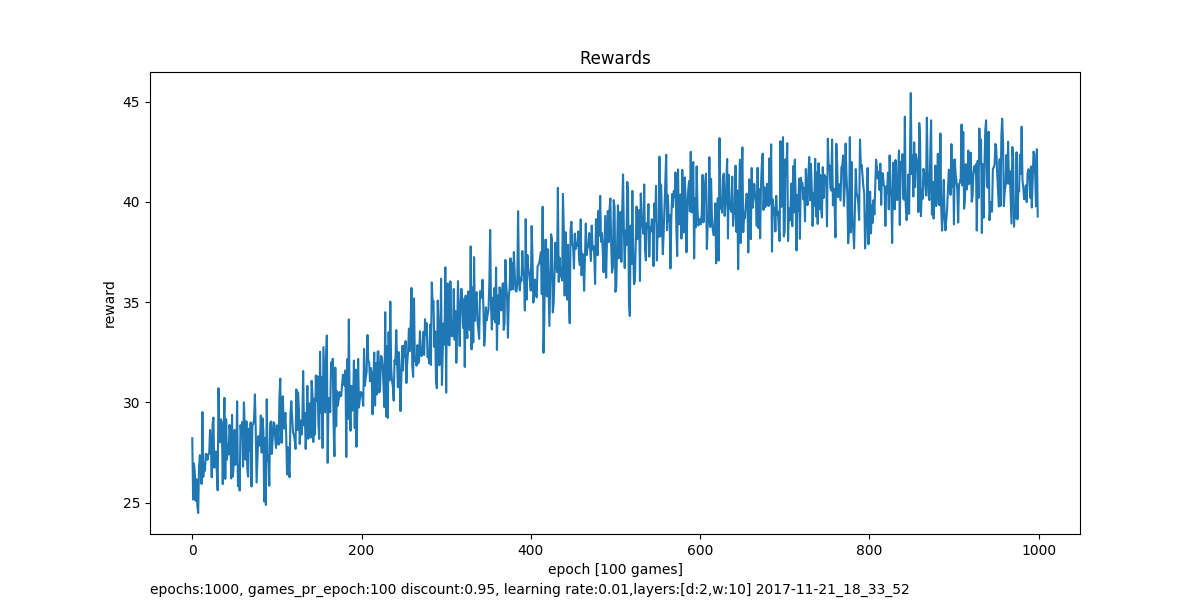 Rewards
45
40
35
30
25
reward
0 200 400 600 800 1000
epoch [100 games]
epochs:1000, games_pr_epoch:100 discount:0.95, learning rate:0.01,layers:[d:2,w:10] 2017-11-21_18_33_52